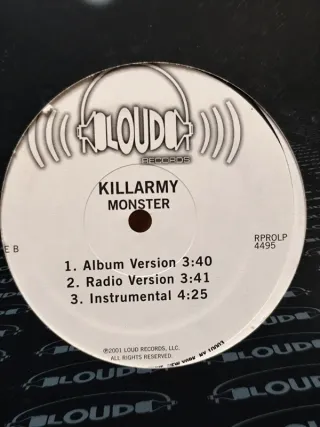 LOUD
RECORDS
KILLARMY
MONSTER
E B
RPROLP
4495
1. Album Version 3:40
2. Radio Version 3:41
3. Instrumental 4:25
℗2001 LOUD RECORDS, LLC.
ALL RIGHTS RESERVED.
LOUD
LOUD
LOUD